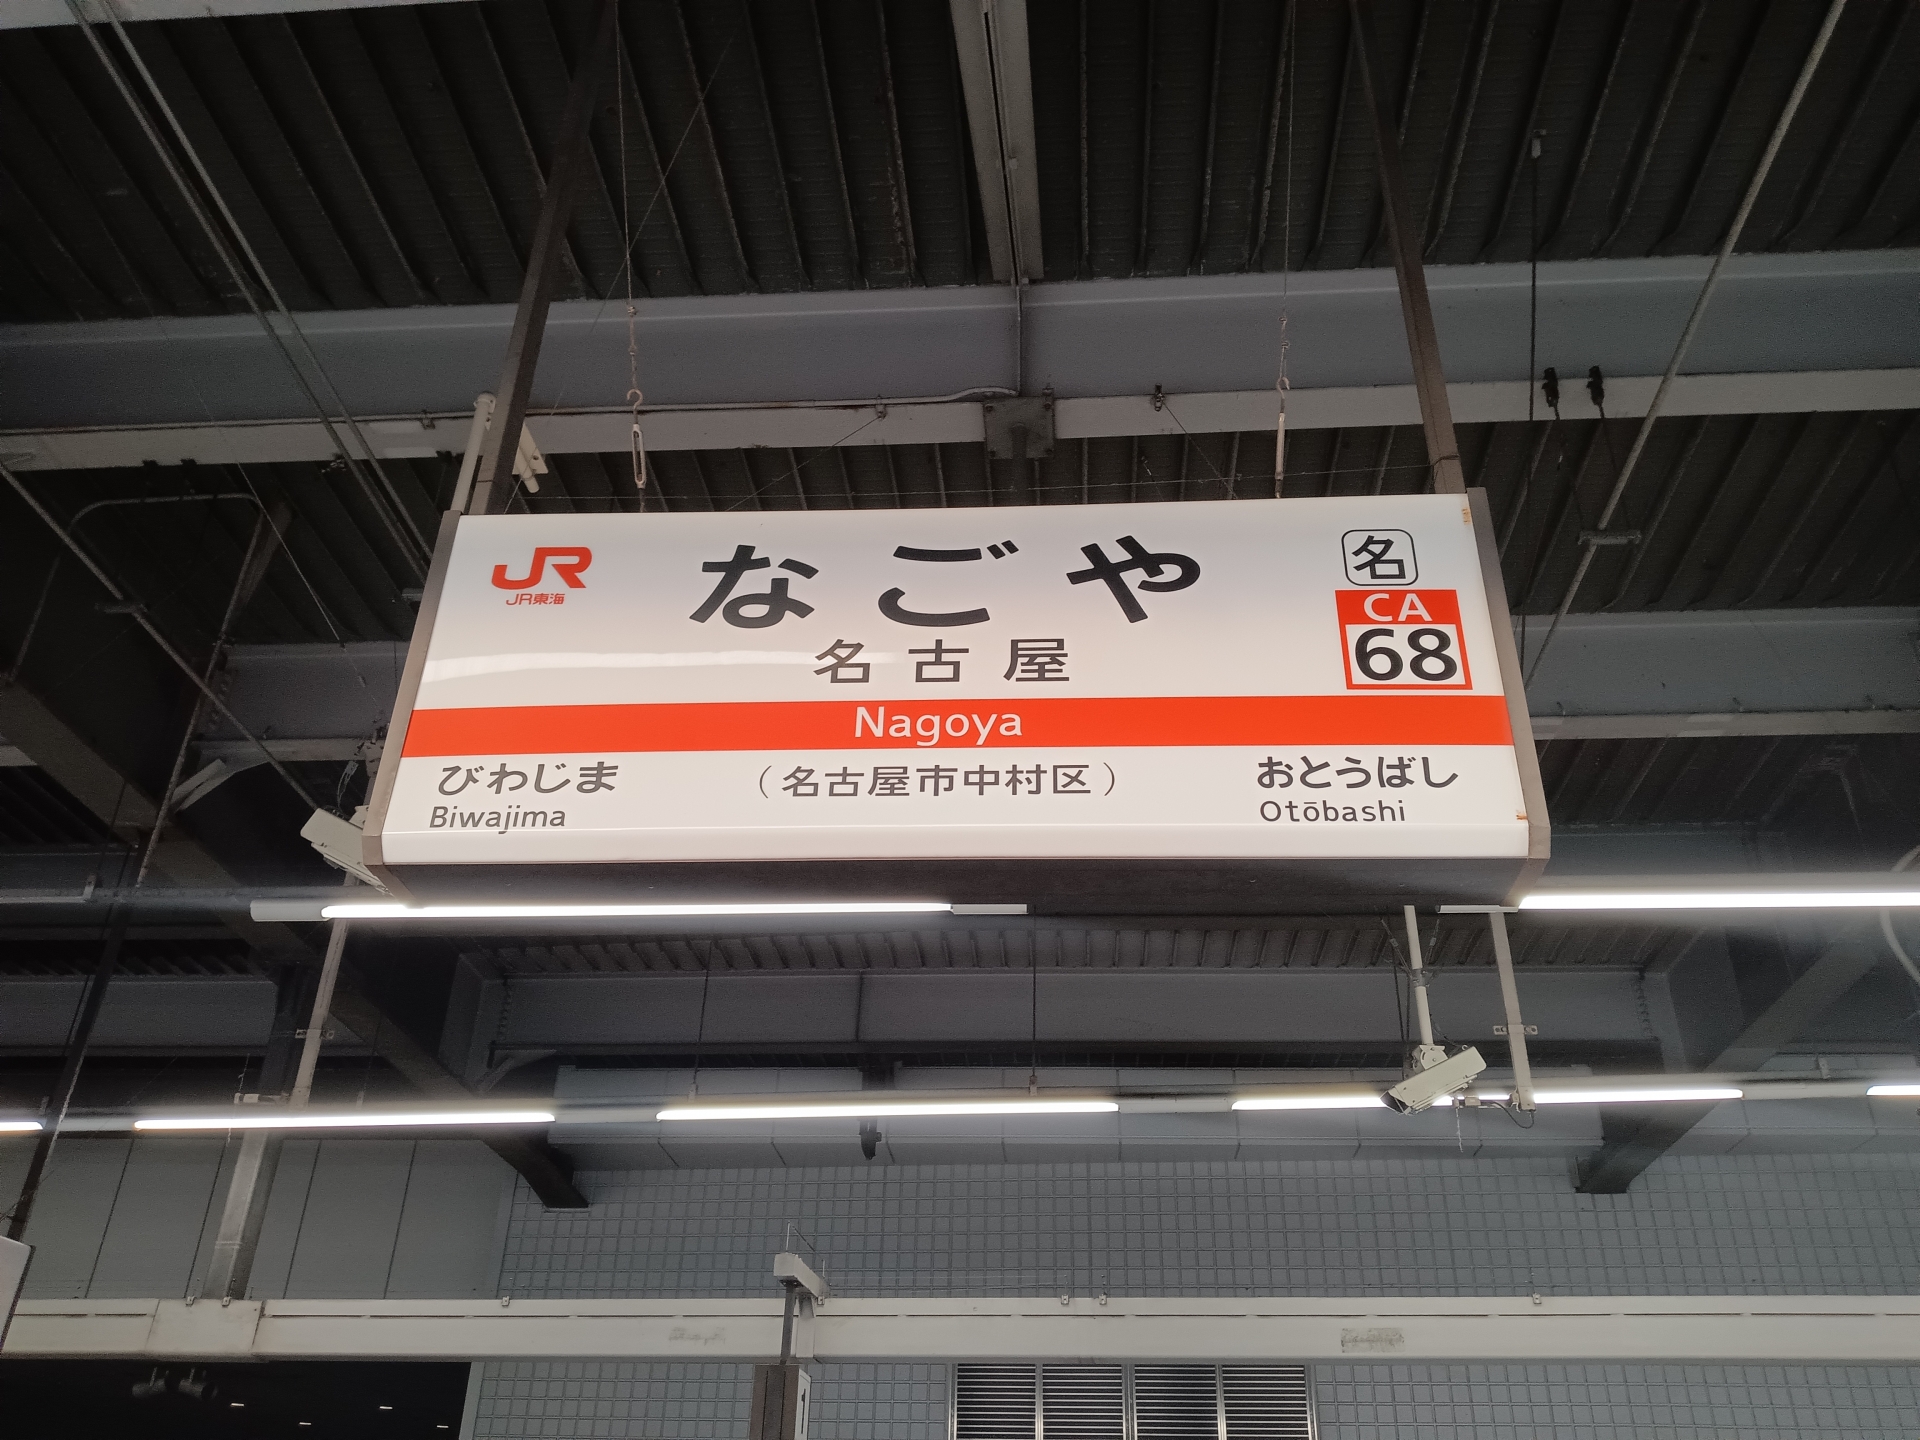 JR
JR東海
なごや
名
CA
68
名古屋
Nagoya
びわじま
Biwajima
（名古屋市中村区）
おとうばし
Otōbashi
1